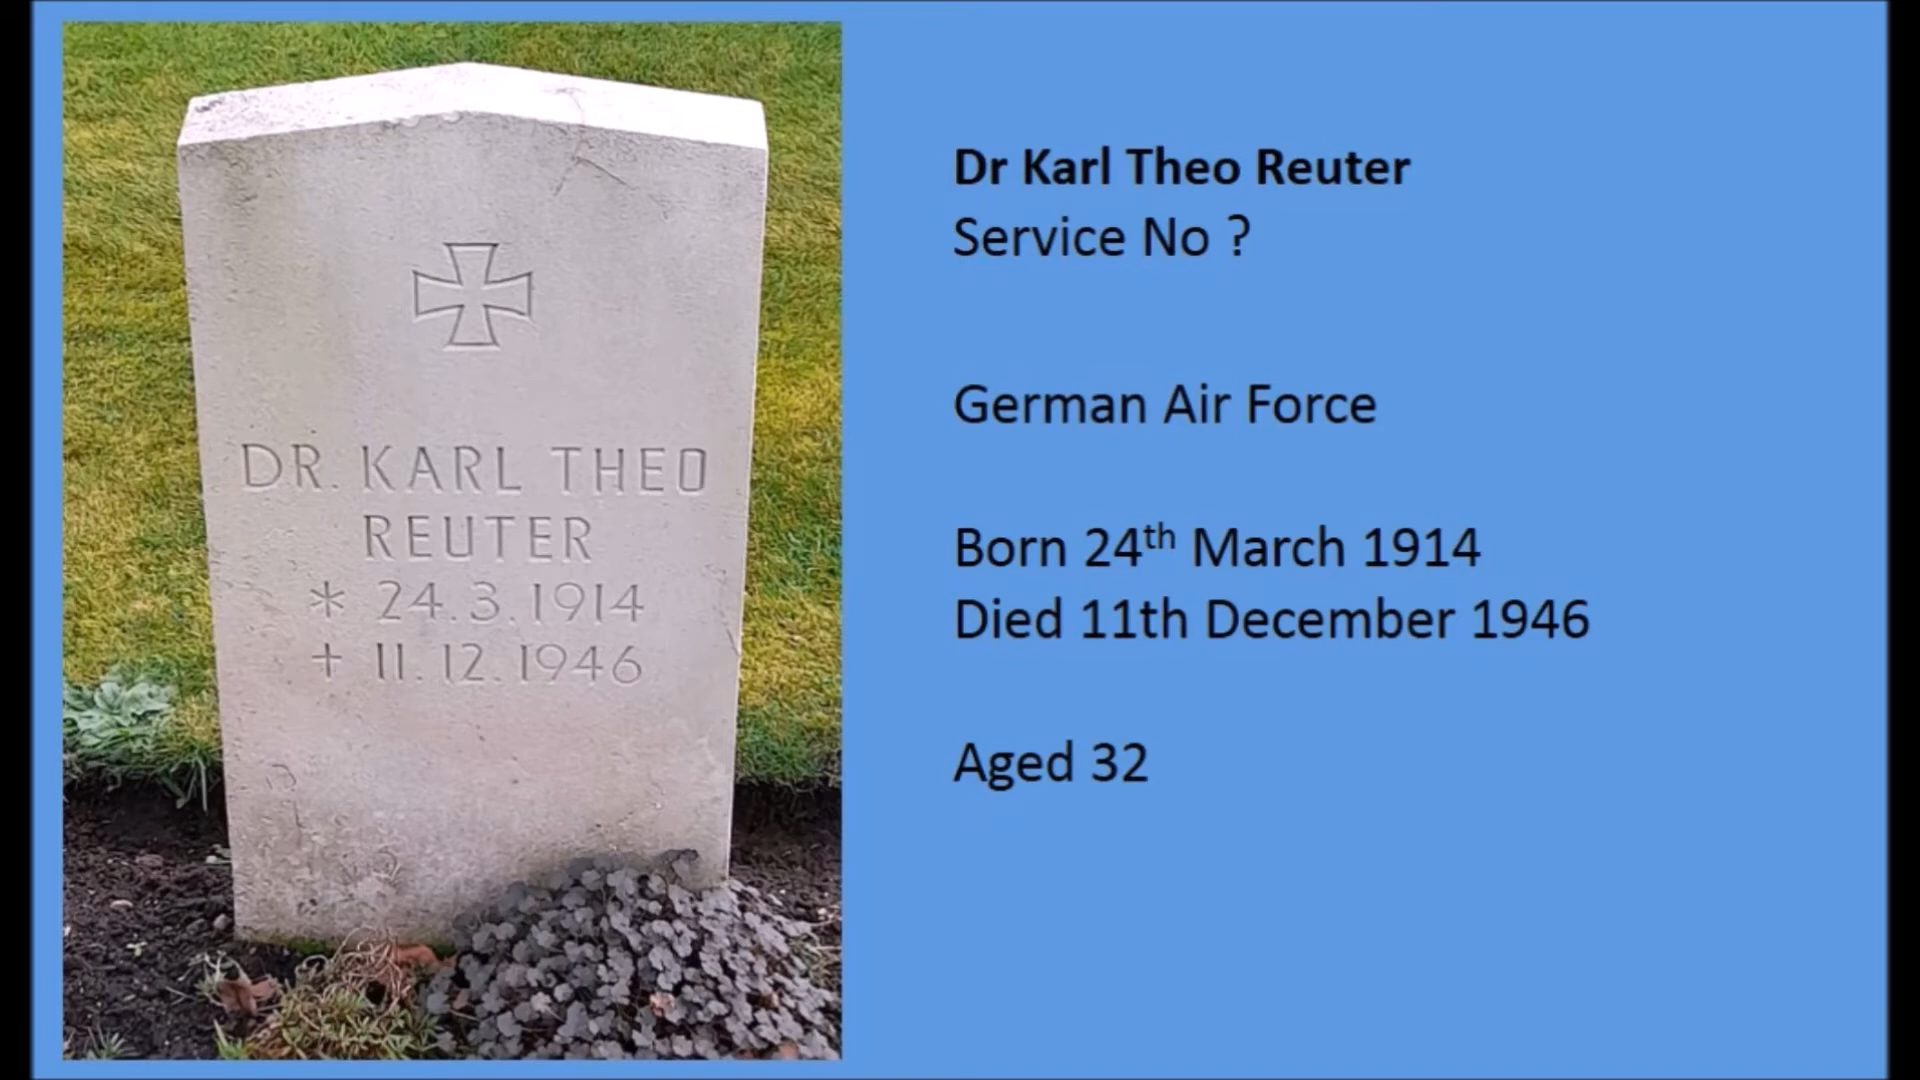 DR. KARL THEO
REUTER
* 24.3.1914
+ 11.12.1946
Dr Karl Theo Reuter
Service No ?
German Air Force
Born 24th March 1914
Died 11th December 1946
Aged 32